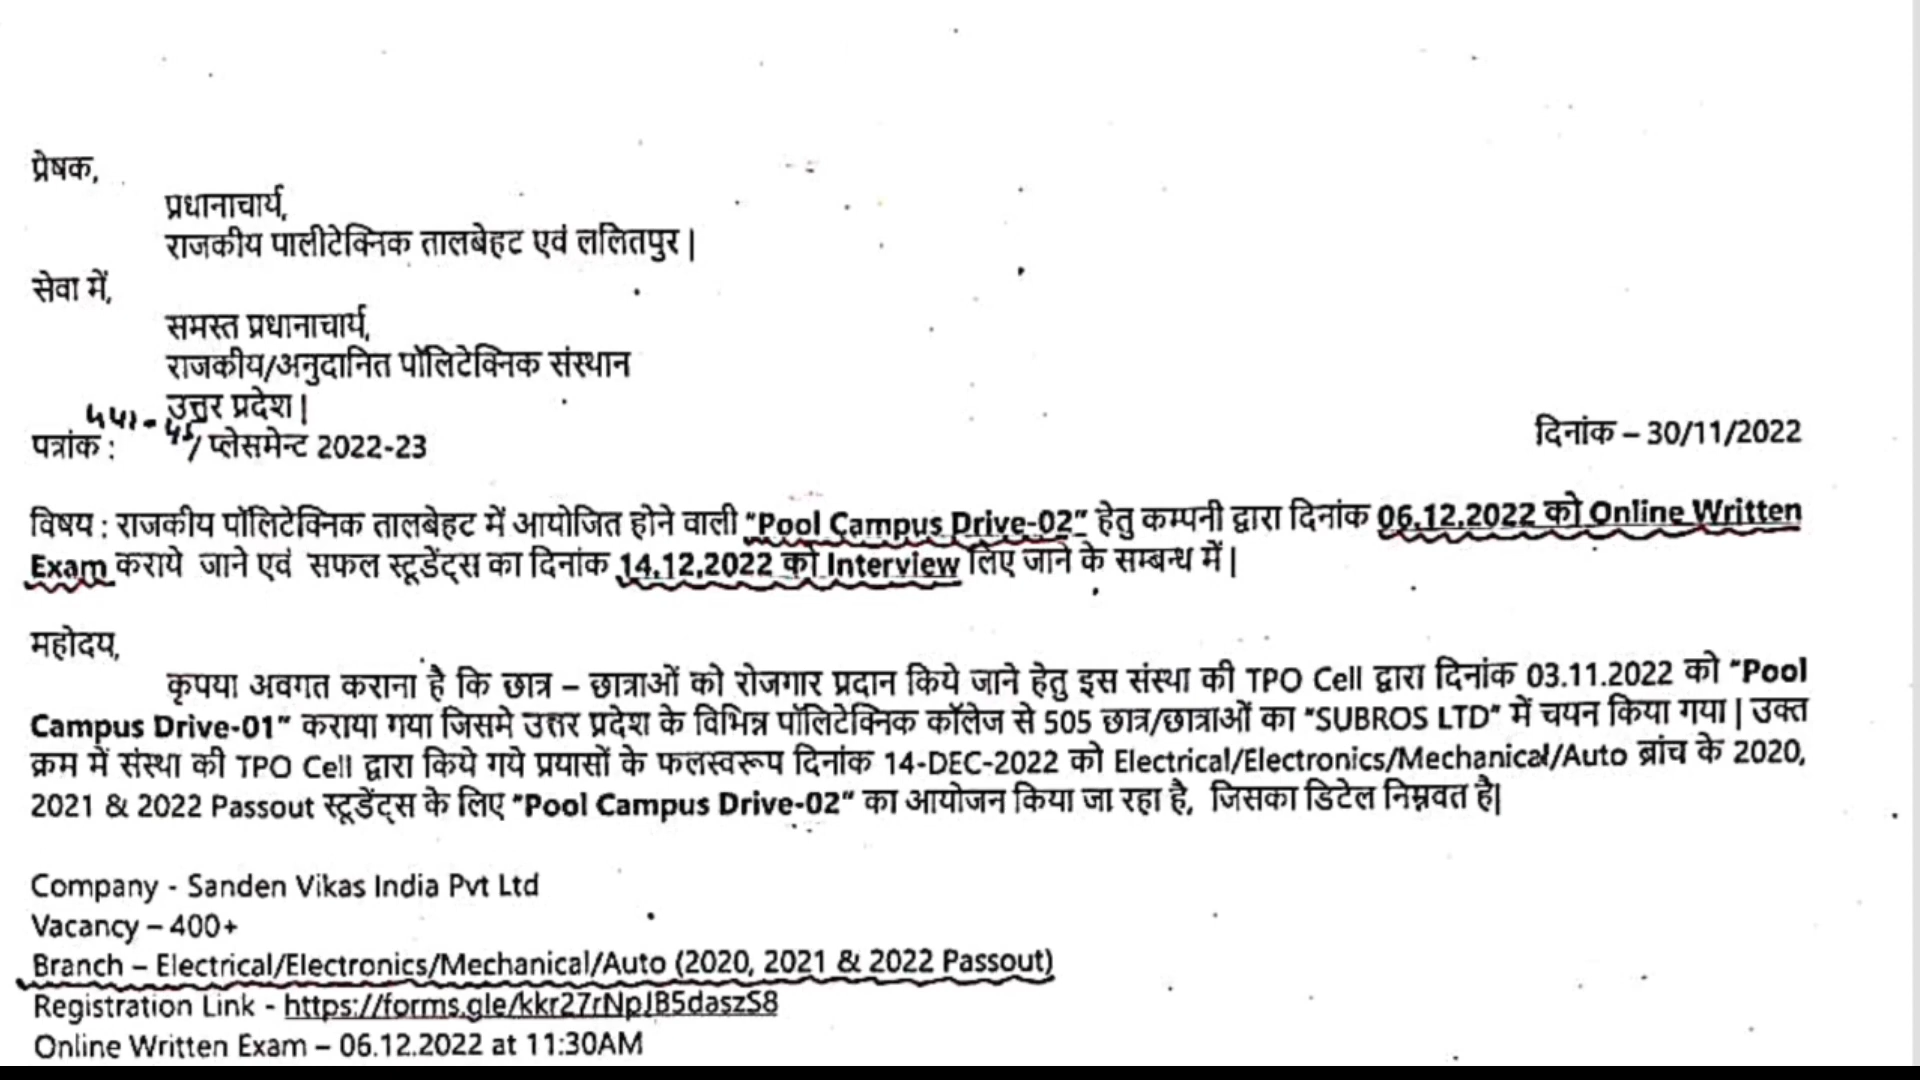 प्रेषक,
प्रधानाचार्य,
राजकीय पालीटेक्निक तालबेहट एवं ललितपुर |
सेवा में,
समस्त प्रधानाचार्य,
राजकीय/अनुदानित पॉलिटेक्निक संस्थान
उत्तर प्रदेश |
पत्रांक : / प्लेसमेन्ट 2022-23
दिनांक – 30/11/2022
विषय : राजकीय पॉलिटेक्निक तालबेहट में आयोजित होने वाली "Pool Campus Drive-02" हेतु कम्पनी द्वारा दिनांक 06.12.2022 को Online Written
Exam कराये जाने एवं सफल स्टूडेंट्स का दिनांक 14.12.2022 को Interview लिए जाने के सम्बन्ध में |
महोदय,
कृपया अवगत कराना है कि छात्र – छात्राओं को रोजगार प्रदान किये जाने हेतु इस संस्था की TPO Cell द्वारा दिनांक 03.11.2022 को "Pool
Campus Drive-01" कराया गया जिसमे उत्तर प्रदेश के विभिन्न पॉलिटेक्निक कॉलेज से 505 छात्र/छात्राओं का "SUBROS LTD" में चयन किया गया | उक्त
क्रम में संस्था की TPO Cell द्वारा किये गये प्रयासों के फलस्वरूप दिनांक 14-DEC-2022 को Electrical/Electronics/Mechanical/Auto ब्रांच के 2020,
2021 & 2022 Passout स्टूडेंट्स के लिए "Pool Campus Drive-02" का आयोजन किया जा रहा है, जिसका डिटेल निम्नवत है|
Company - Sanden Vikas India Pvt Ltd
Vacancy – 400+
Branch – Electrical/Electronics/Mechanical/Auto (2020, 2021 & 2022 Passout)
Registration Link - https://forms.gle/kkr27rNpJB5daszS8
Online Written Exam – 06.12.2022 at 11:30AM